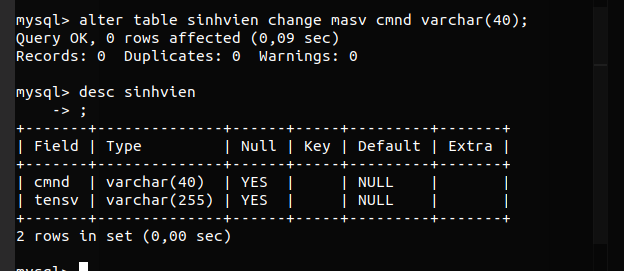 mysql> alter table sinhvien change masv cmnd varchar(40);
Query OK, 0 rows affected (0,09 sec)
Records: 0  Duplicates: 0  Warnings: 0
mysql> desc sinhvien
    -> ;
+-------+--------------+------+-----+---------+-------+
| Field | Type         | Null | Key | Default | Extra |
+-------+--------------+------+-----+---------+-------+
| cmnd  | varchar(40)  | YES  |     | NULL    |       |
| tensv | varchar(255) | YES  |     | NULL    |       |
+-------+--------------+------+-----+---------+-------+
2 rows in set (0,00 sec)
mysql>